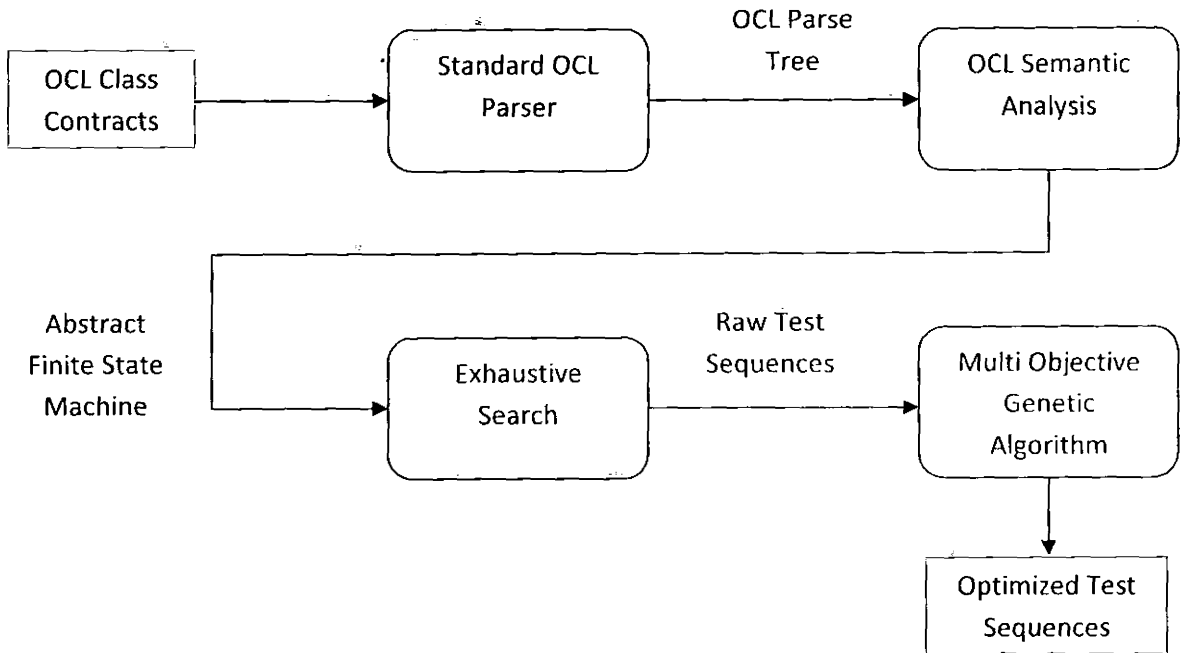 OCL Class
Contracts
Standard OCL
Parser
OCL Parse
Tree
OCL Semantic
Analysis
Abstract
Finite State
Machine
Exhaustive
Search
Raw Test
Sequences
Multi Objective
Genetic
Algorithm
Optimized Test
Sequences